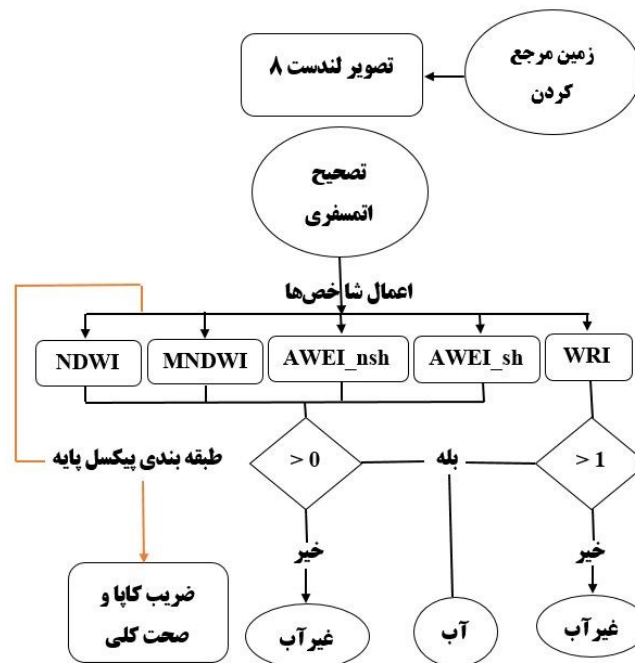 زمین مرجع
کردن
تصویر لندست ۸
تصحیح
اتمسفری
اعمال شاخص‌ها
NDWI
MNDWI
AWEI_nsh
AWEI_sh
WRI
طبقه بندی پیکسل پایه
> 0
بله
> 1
خیر
خیر
ضریب کاپا و
صحت کلی
غیرآب
آب
غیرآب